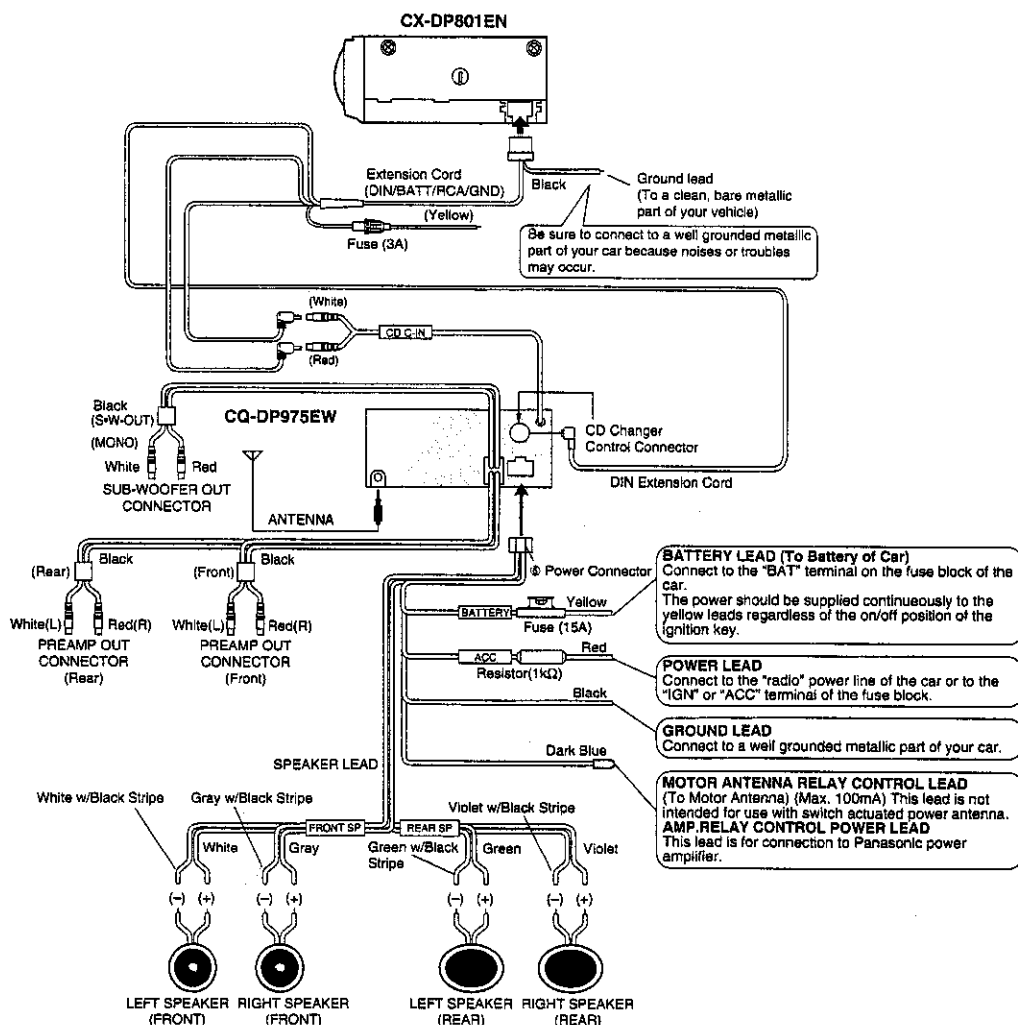 CX-DP801EN
Extension Cord
(DIN/BATT/RCA/GND)
Black
Ground lead
(To a clean, bare metallic
part of your vehicle)
(Yellow)
Fuse (3A)
Be sure to connect to a well grounded metallic
part of your car because noises or troubles
may occur.
(White)
CD C-IN
(Red)
Black
(S•W-OUT)
(MONO)
White
Red
SUB-WOOFER OUT
CONNECTOR
CQ-DP975EW
CD Changer
Control Connector
DIN Extension Cord
ANTENNA
(Rear)
Black
(Front)
Black
White(L)
Red(R)
White(L)
Red(R)
PREAMP OUT
CONNECTOR
(Rear)
PREAMP OUT
CONNECTOR
(Front)
Power Connector
BATTERY
Yellow
Fuse (15A)
BATTERY LEAD (To Battery of Car)
Connect to the "BAT" terminal on the fuse block of the
car.
The power should be supplied continueously to the
yellow leads regardless of the on/off position of the
ignition key.
ACC
Red
Resistor(1kΩ)
POWER LEAD
Connect to the "radio" power line of the car or to the
"IGN" or "ACC" terminal of the fuse block.
Black
GROUND LEAD
Connect to a well grounded metallic part of your car.
Dark Blue
MOTOR ANTENNA RELAY CONTROL LEAD
(To Motor Antenna) (Max. 100mA) This lead is not
intended for use with switch actuated power antenna.
AMP.RELAY CONTROL POWER LEAD
This lead is for connection to Panasonic power
amplifier.
SPEAKER LEAD
White w/Black Stripe
Gray w/Black Stripe
Violet w/Black Stripe
FRONT SP
REAR SP
White
Gray
Green w/Black
Stripe
Green
Violet
(−) (+)
(−) (+)
(−) (+)
(−) (+)
LEFT SPEAKER
(FRONT)
RIGHT SPEAKER
(FRONT)
LEFT SPEAKER
(REAR)
RIGHT SPEAKER
(REAR)